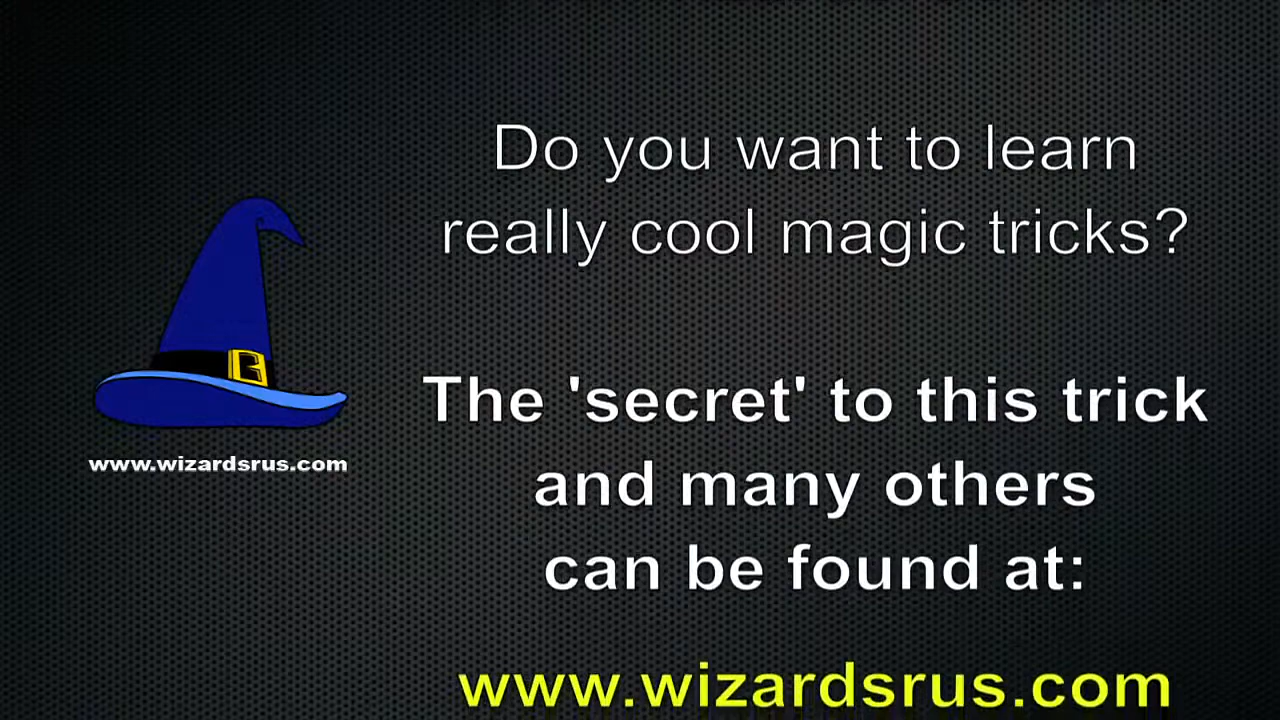 Do you want to learn
really cool magic tricks?
The 'secret' to this trick
and many others
can be found at:
www.wizardsrus.com
www.wizardsrus.com